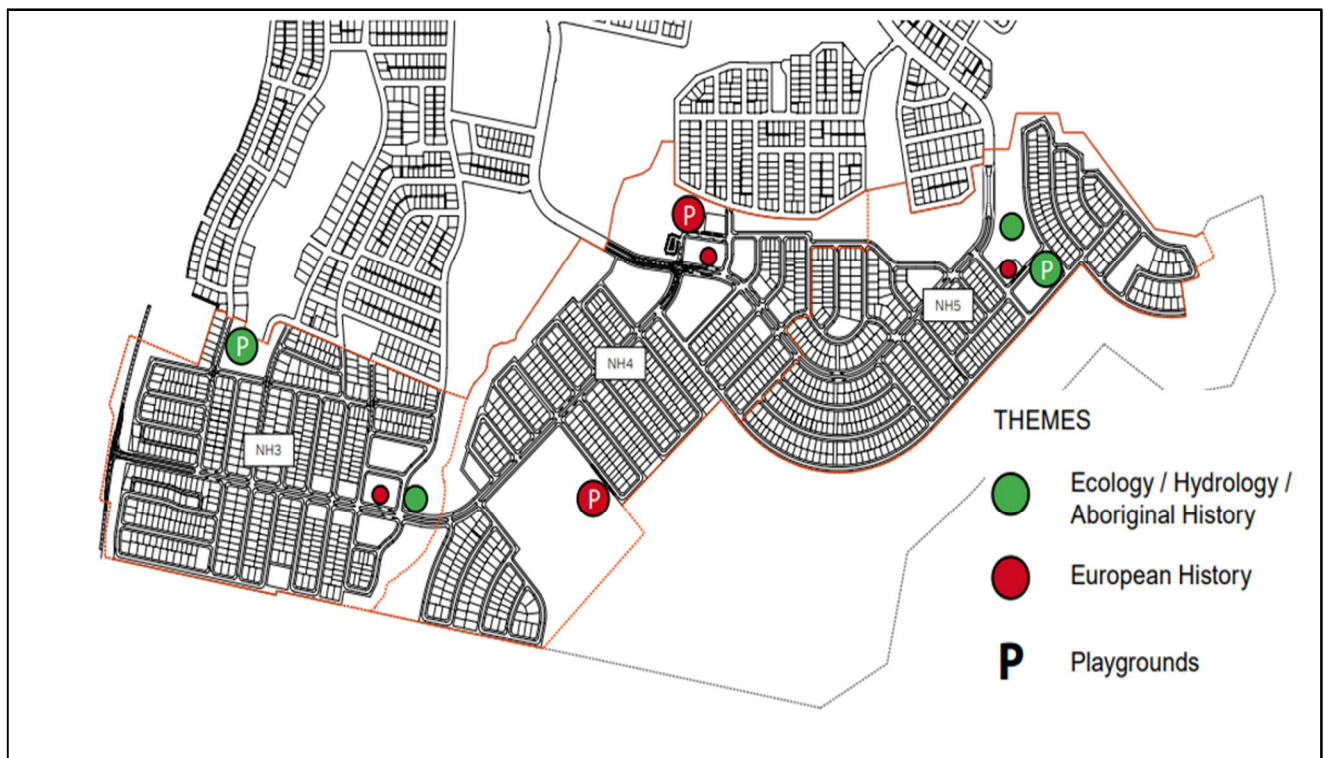 P
P
NH5
P
NH4
NH3
P
THEMES
Ecology / Hydrology /
Aboriginal History
European History
P Playgrounds